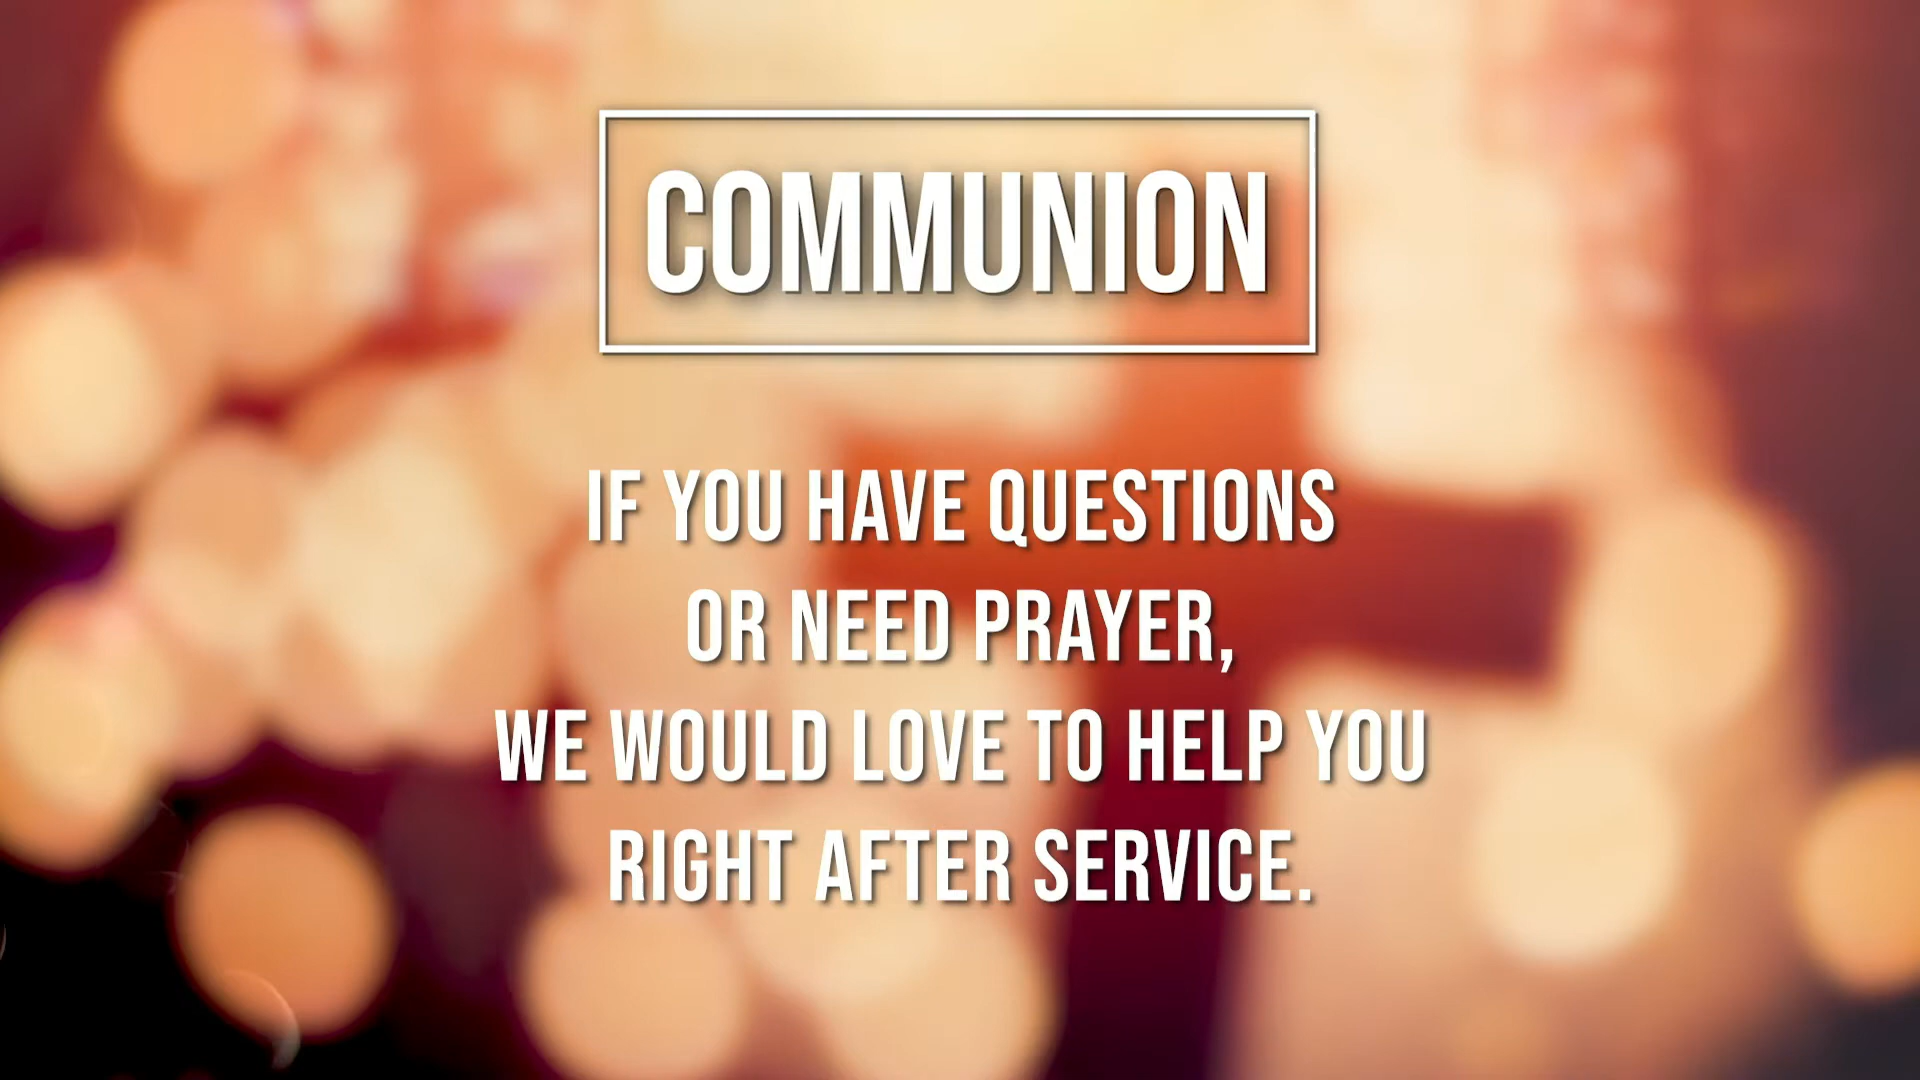 COMMUNION
IF YOU HAVE QUESTIONS
OR NEED PRAYER,
WE WOULD LOVE TO HELP YOU
RIGHT AFTER SERVICE.